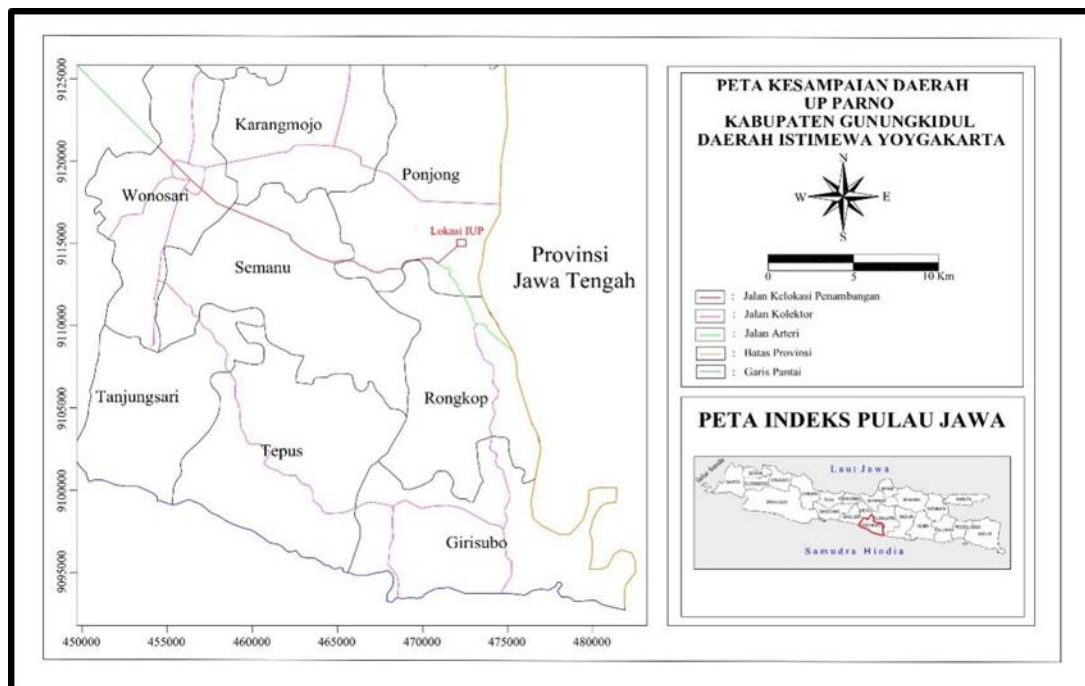 PETA KESAMPAIAN DAERAH
UP PARNO
KABUPATEN GUNUNGKIDUL
DAERAH ISTIMEWA YOYGAKARTA
N
W
E
S
0
5
10 Km
: Jalan Kelokasi Penambangan
: Jalan Kolektor
: Jalan Arteri
: Batas Provinsi
: Garis Pantai
PETA INDEKS PULAU JAWA
Laut Jawa
Samudra Hindia
Karangmojo
Ponjong
Wonosari
Lokasi IUP
Semanu
Provinsi
Jawa Tengah
Tanjungsari
Rongkop
Tepus
Girisubo
9125000
9120000
9115000
9110000
9105000
9100000
9095000
450000
455000
460000
465000
470000
475000
480000